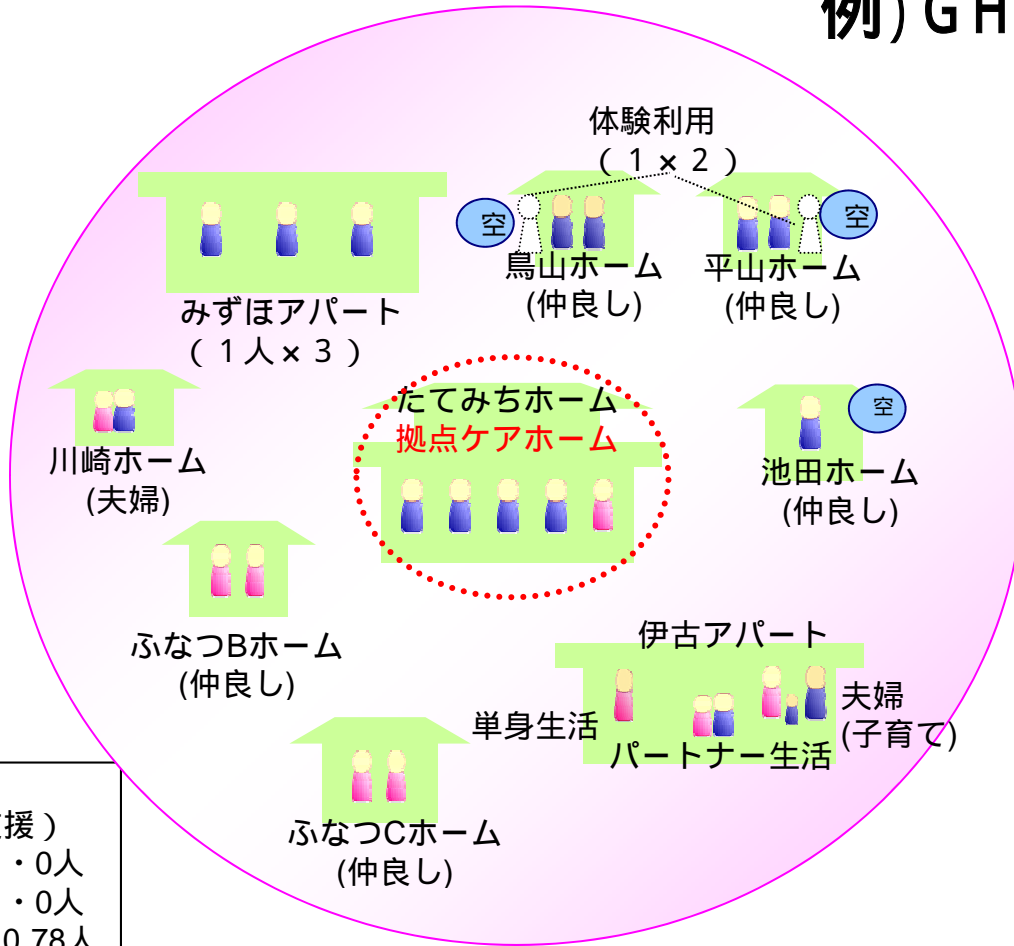 例)GH
体験利用
(1×2)
空
空
鳥山ホーム
(仲良し)
平山ホーム
(仲良し)
みずほアパート
(1人×3)
たてみちホーム
拠点ケアホーム
空
川崎ホーム
(夫婦)
池田ホーム
(仲良し)
ふなつBホーム
(仲良し)
伊古アパート
単身生活
パートナー生活
夫婦
(子育て)
ふなつCホーム
(仲良し)
援)
・0人
・0人
0.78人